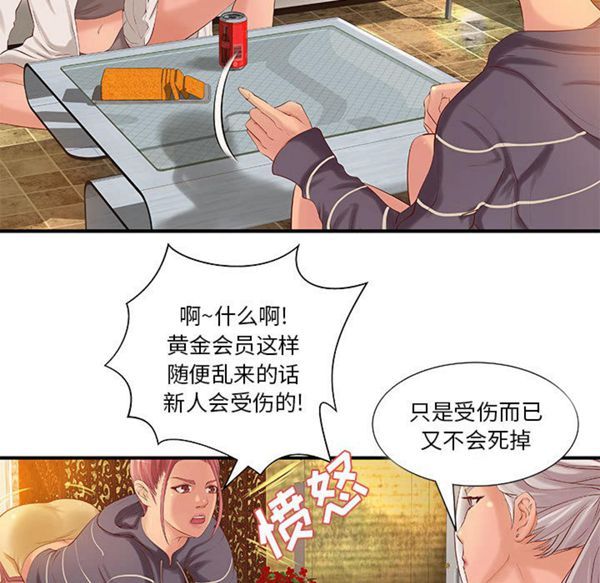 啊~什么啊!
黄金会员这样
随便乱来的话
新人会受伤的!
只是受伤而已
又不会死掉
愤怒